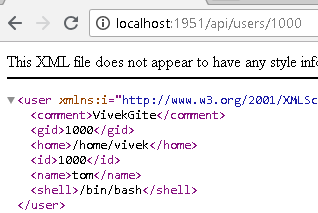 localhost:1951/api/users/1000
This XML file does not appear to have any style info
▼<user xmlns:i="http://www.w3.org/2001/XMLSc
<comment>VivekGite</comment>
<gid>1000</gid>
<home>/home/vivek</home>
<id>1000</id>
<name>tom</name>
<shell>/bin/bash</shell>
</user>